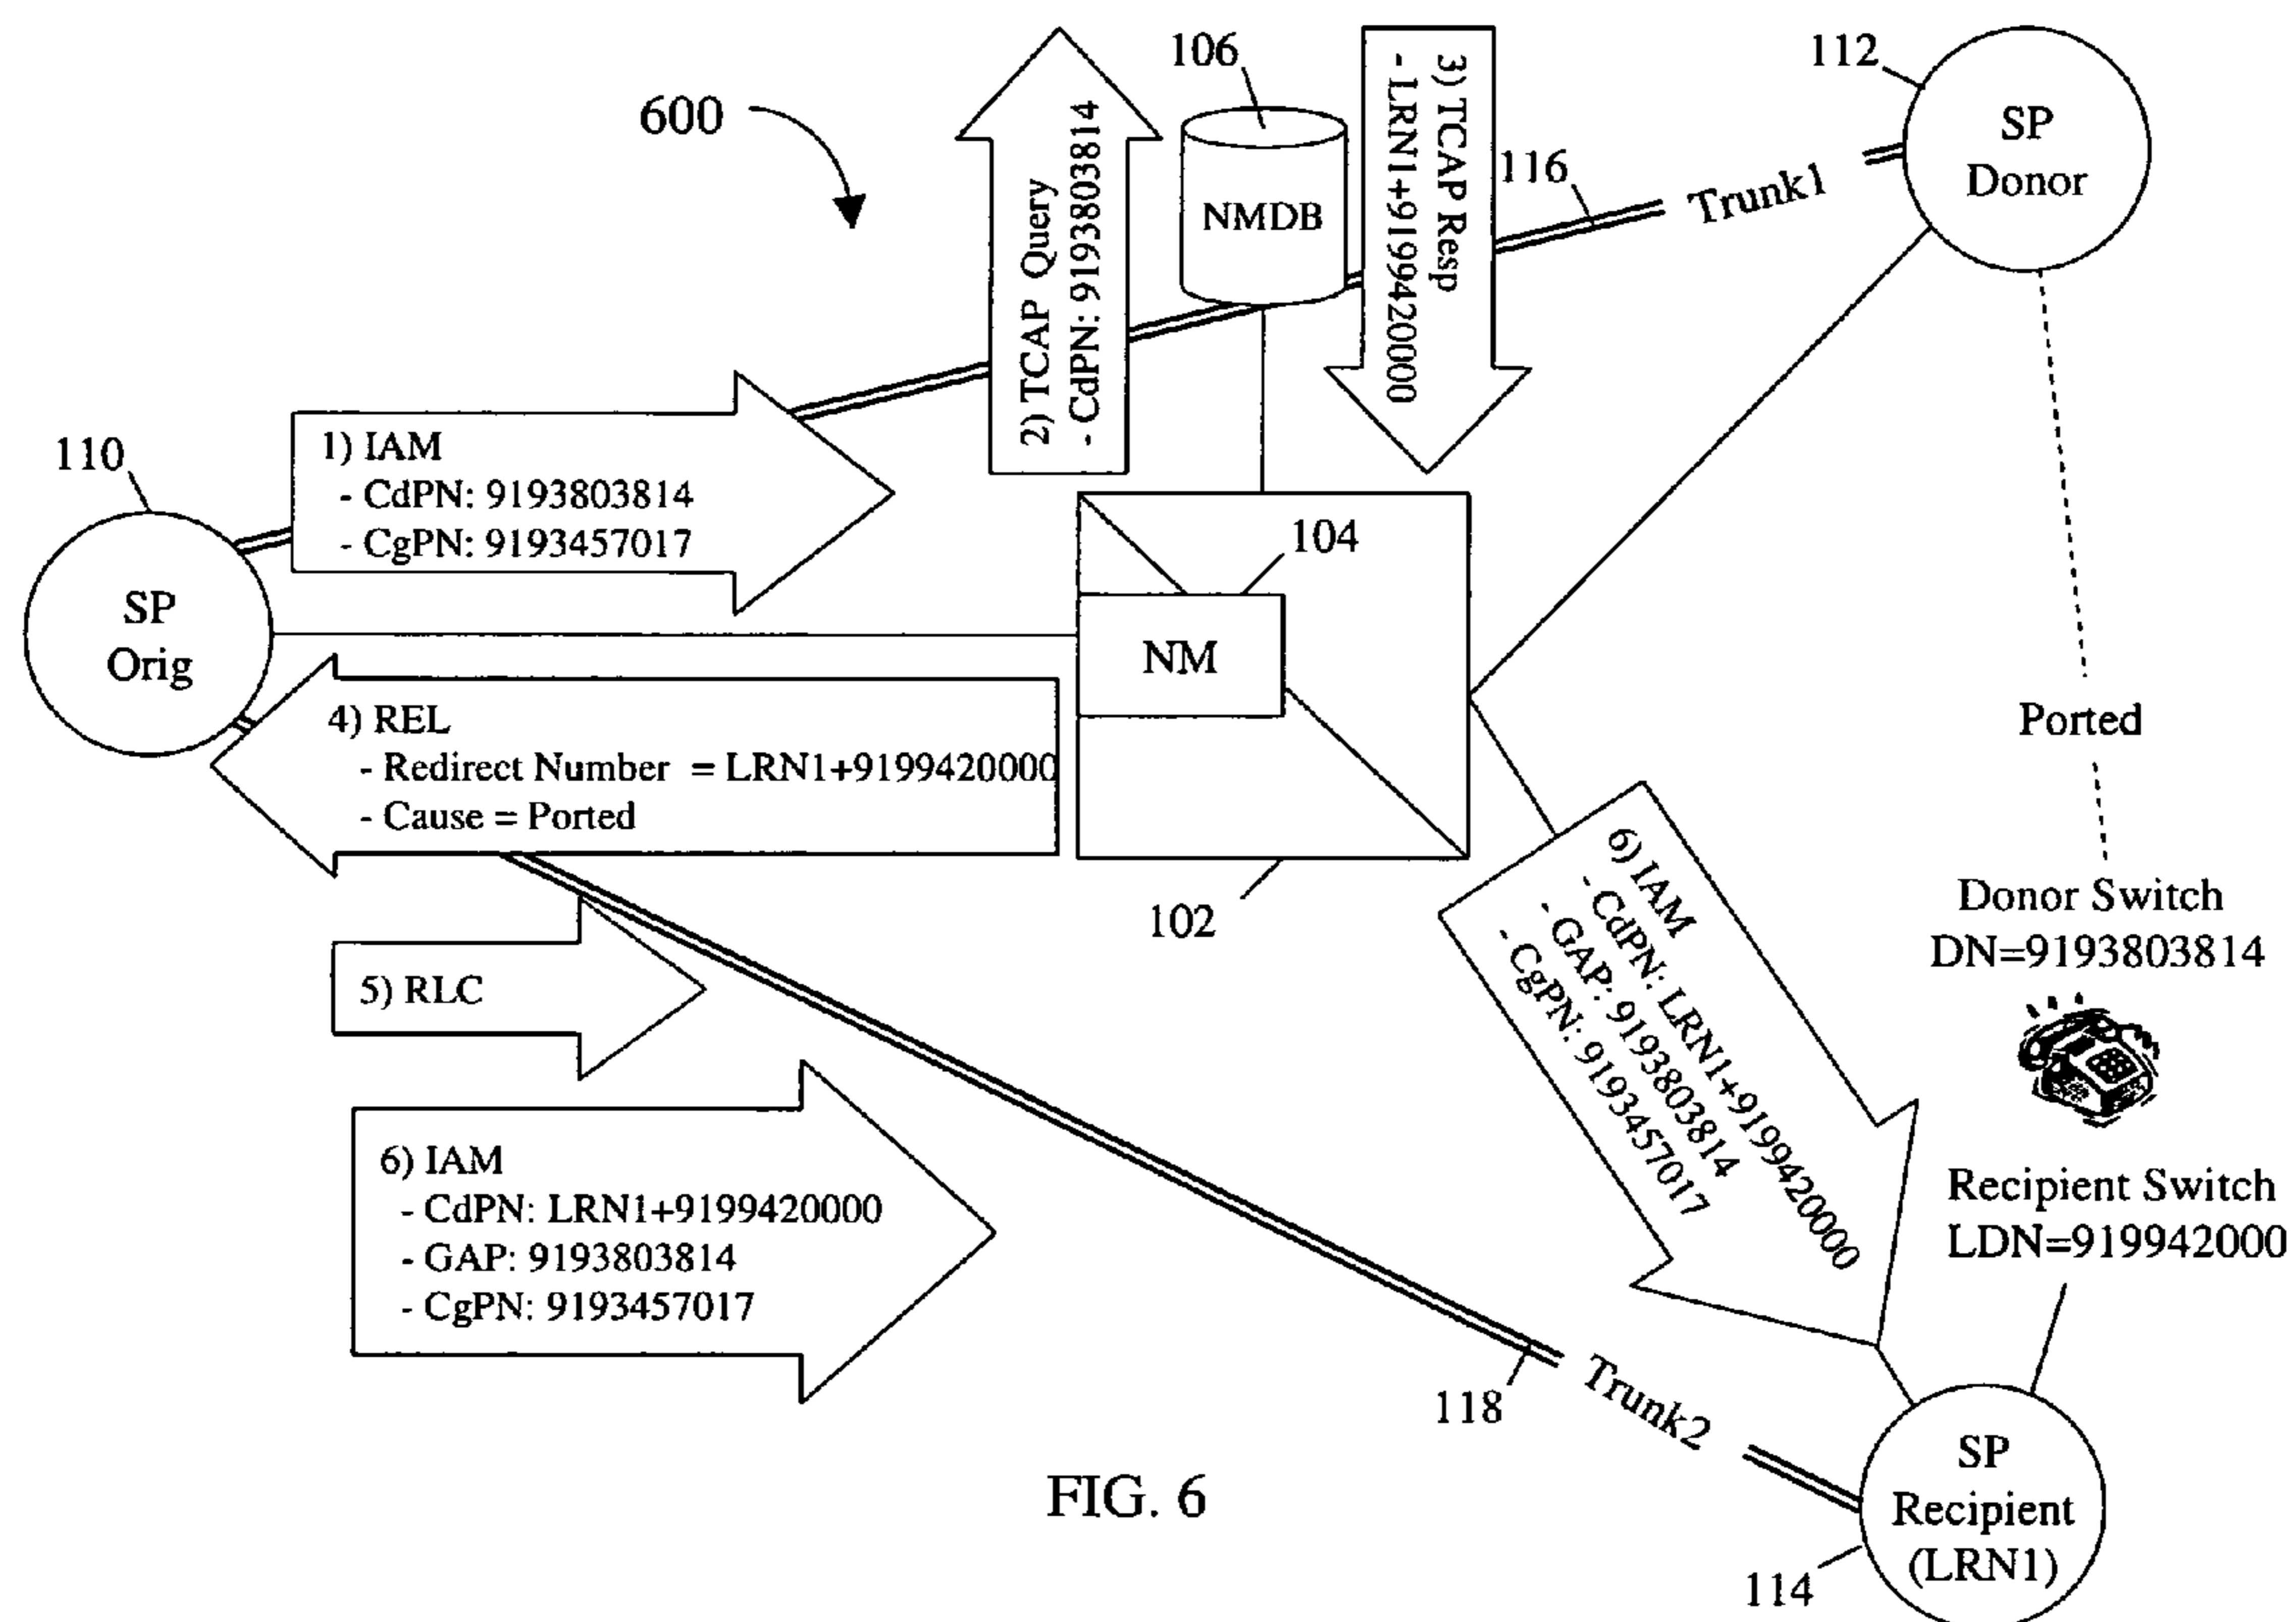 600
106
NMDB
2) TCAP Query
- CdPN: 9193803814
3) TCAP Resp
- LRN1+9199420000
116
Trunk1
112
SP
Donor
110
SP
Orig
1) IAM
- CdPN: 9193803814
- CgPN: 9193457017
104
NM
102
4) REL
- Redirect Number = LRN1+9199420000
- Cause = Ported
5) RLC
6) IAM
- CdPN: LRN1+9199420000
- GAP: 9193803814
- CgPN: 9193457017
6) IAM
- CdPN: LRN1+9199420000
- GAP: 9193803814
- CgPN: 9193457017
Ported
Donor Switch
DN=9193803814
Recipient Switch
LDN=919942000
118
Trunk2
SP
Recipient
(LRN1)
114
FIG. 6